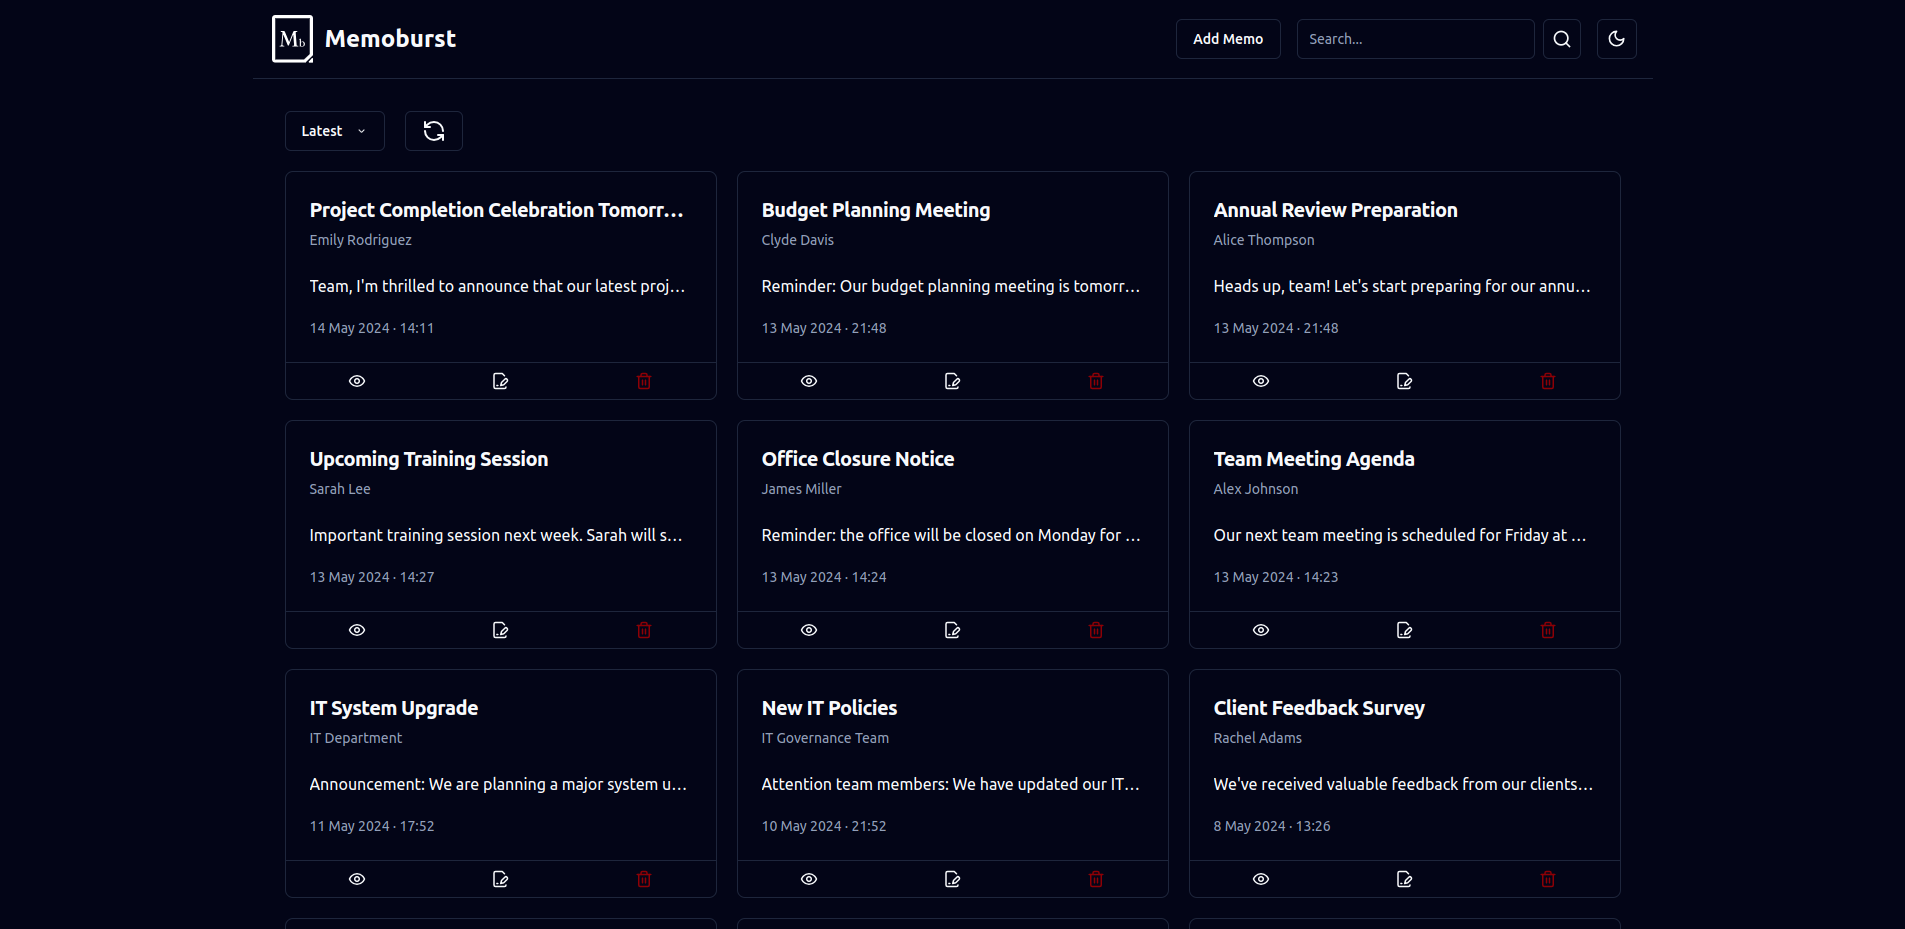 Mb Memoburst
Add Memo
Search...
Latest
Project Completion Celebration Tomorr...
Emily Rodriguez
Team, I'm thrilled to announce that our latest proj...
14 May 2024 · 14:11
Budget Planning Meeting
Clyde Davis
Reminder: Our budget planning meeting is tomorr...
13 May 2024 · 21:48
Annual Review Preparation
Alice Thompson
Heads up, team! Let's start preparing for our annu...
13 May 2024 · 21:48
Upcoming Training Session
Sarah Lee
Important training session next week. Sarah will s...
13 May 2024 · 14:27
Office Closure Notice
James Miller
Reminder: the office will be closed on Monday for ...
13 May 2024 · 14:24
Team Meeting Agenda
Alex Johnson
Our next team meeting is scheduled for Friday at ...
13 May 2024 · 14:23
IT System Upgrade
IT Department
Announcement: We are planning a major system u...
11 May 2024 · 17:52
New IT Policies
IT Governance Team
Attention team members: We have updated our IT...
10 May 2024 · 21:52
Client Feedback Survey
Rachel Adams
We've received valuable feedback from our clients...
8 May 2024 · 13:26